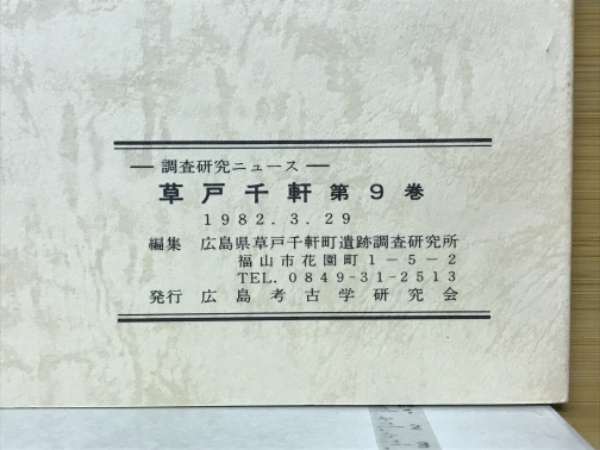 ― 調査研究ニュース ―
草戸千軒 第9巻
1982.3.29
編集 広島県草戸千軒町遺跡調査研究所
福山市花園町1-5-2
TEL. 0849-31-2513
発行 広島考古学研究会
2 3